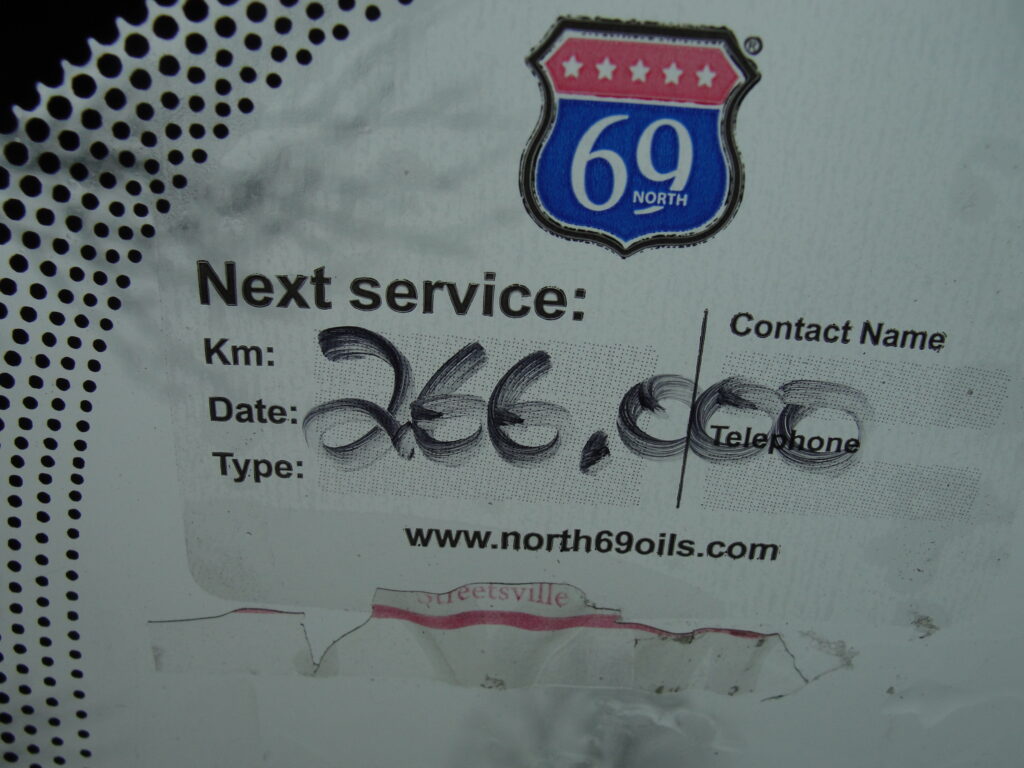 69
NORTH
®
Next service:
Km:
Date:
Type:
266,000
Contact Name
Telephone
www.north69oils.com
Streetsville